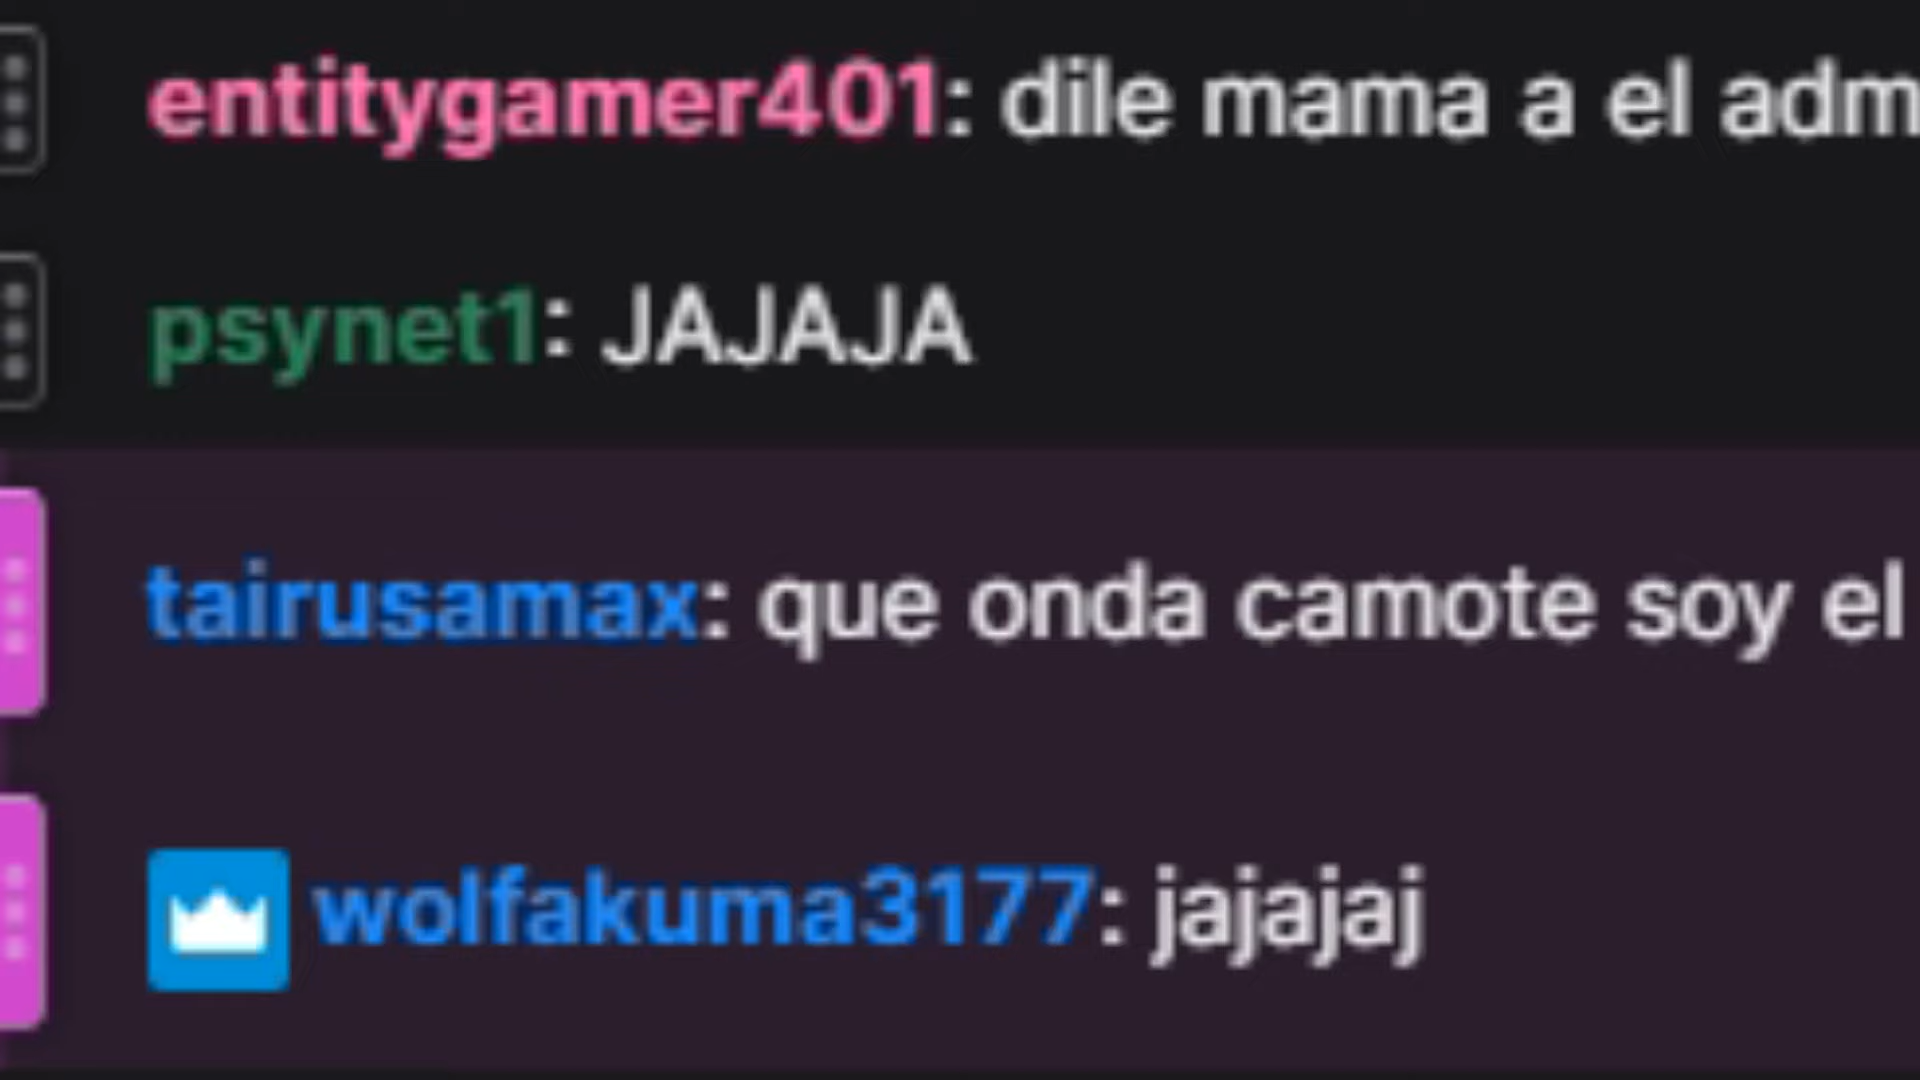 entitygamer401: dile mama a el adm
psynet1: JAJAJA
tairusamax: que onda camote soy el
wolfakuma3177: jajajaj